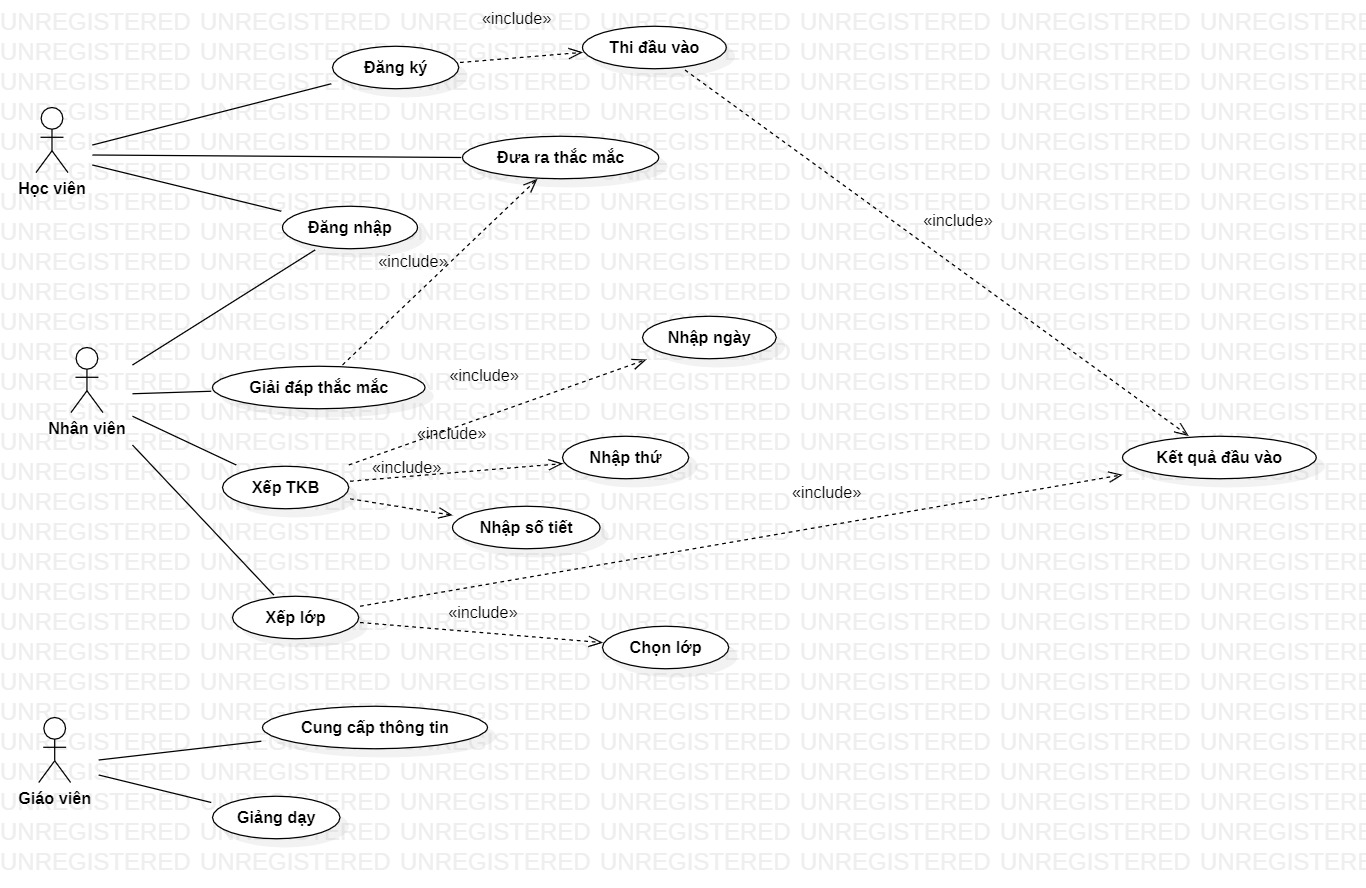 «include»
Thi đầu vào
Đăng ký
Đưa ra thắc mắc
Học viên
Đăng nhập
«include»
«include»
Nhập ngày
«include»
Giải đáp thắc mắc
Nhân viên
«include»
Nhập thứ
Kết quả đầu vào
«include»
Xếp TKB
«include»
Nhập số tiết
Xếp lớp
«include»
Chọn lớp
Cung cấp thông tin
Giáo viên
Giảng dạy
UNREGISTERED